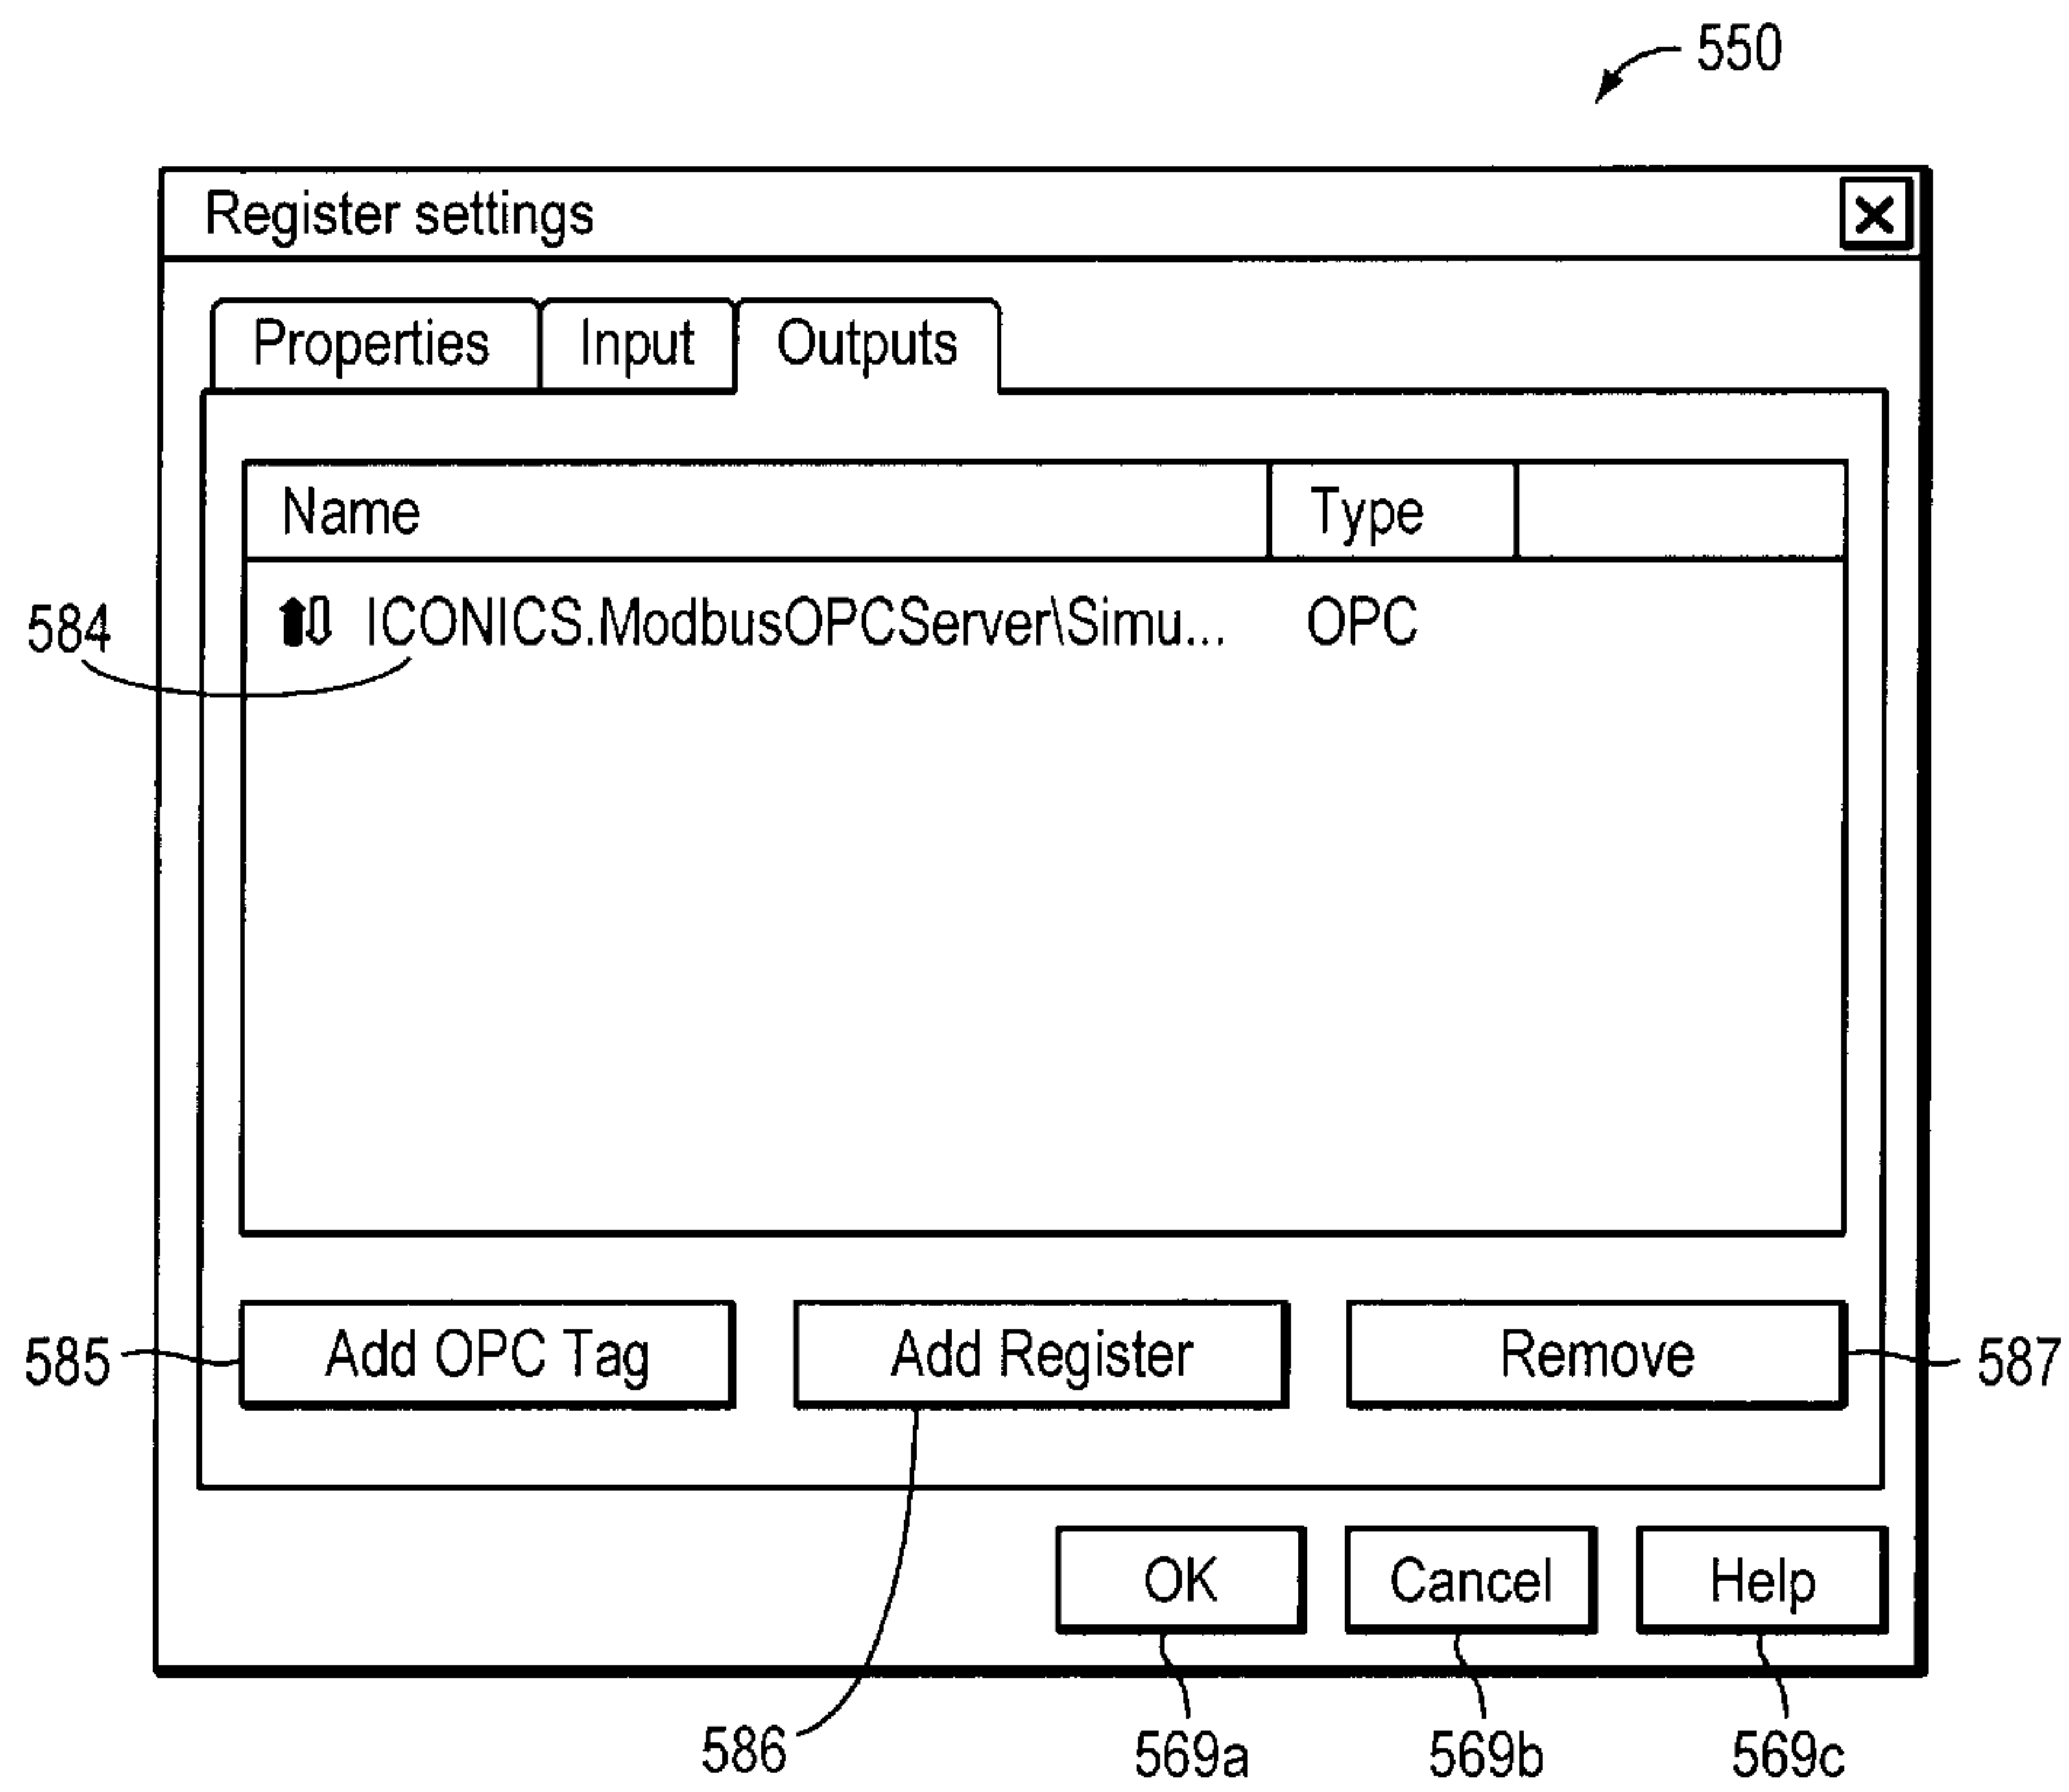 550
Register settings
Properties Input Outputs
Name Type
584 ICONICS.ModbusOPCServer\Simu... OPC
585 Add OPC Tag Add Register Remove 587
OK Cancel Help
586 569a 569b 569c